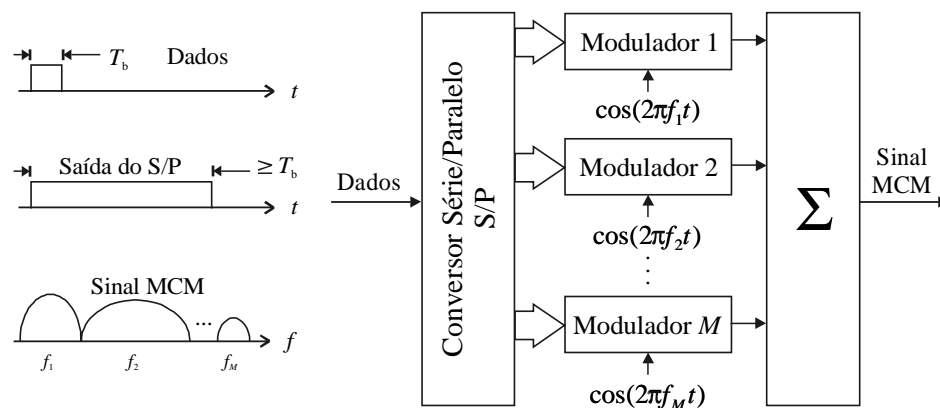 T_b Dados
t
Saída do S/P ≥ T_b
t
Sinal MCM
... f
f_1 f_2 f_M
Dados
Conversor Série/Paralelo
S/P
Modulador 1
cos(2πf_1t)
Modulador 2
cos(2πf_2t)
⋮
Modulador M
cos(2πf_Mt)
Σ
Sinal
MCM